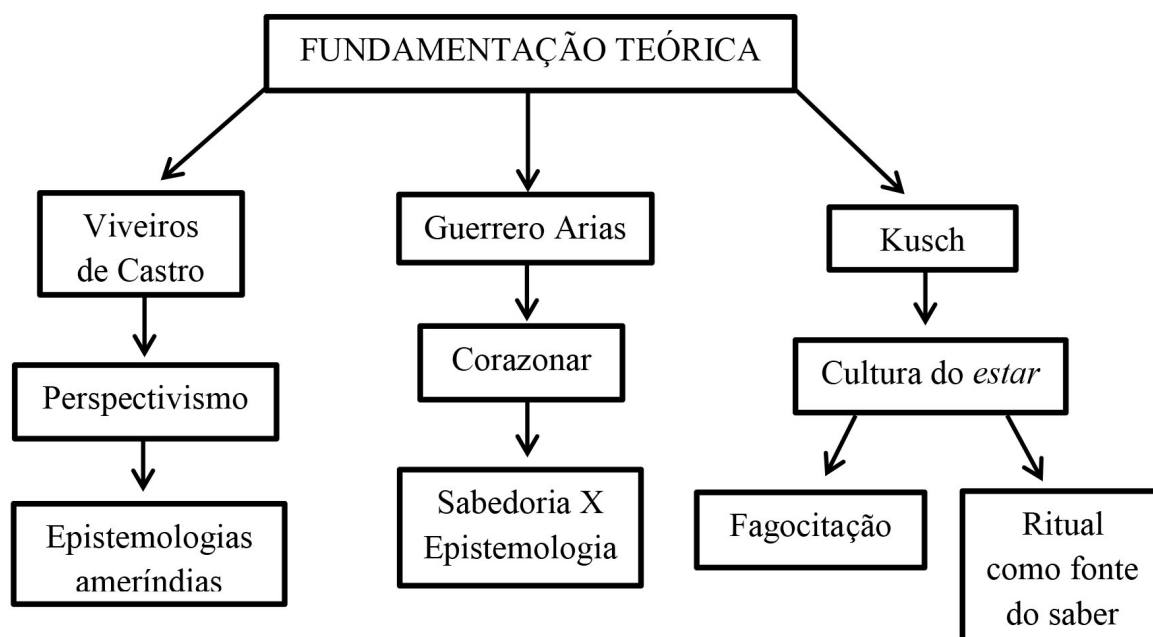 FUNDAMENTAÇÃO TEÓRICA
Viveiros
de Castro
Perspectivismo
Epistemologias
ameríndias
Guerrero Arias
Corazonar
Sabedoria X
Epistemologia
Kusch
Cultura do estar
Fagocitação
Ritual
como fonte
do saber